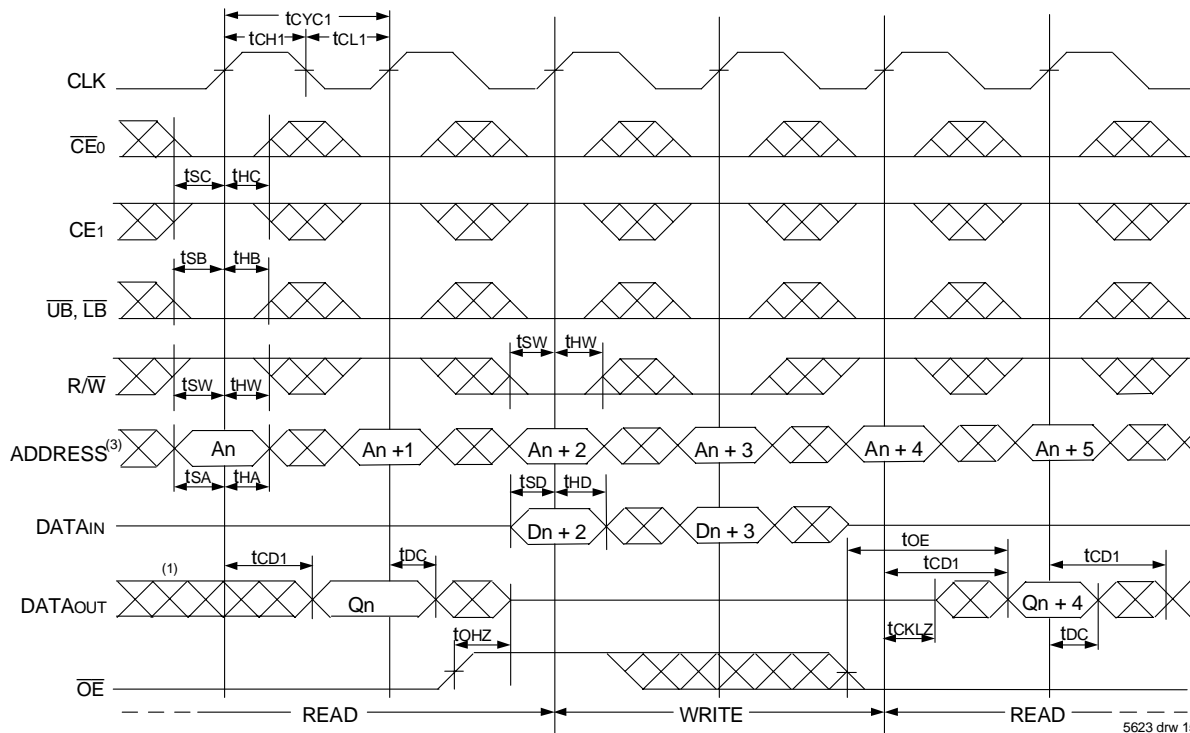 tCYC1
tCH1 tCL1
CLK
CE0
tSC tHC
CE1
tSB tHB
UB, LB
tSW tHW
R/W
tSW tHW
ADDRESS(3) An An +1 An + 2 An + 3 An + 4 An + 5
tSA tHA tSD tHD
DATAIN Dn + 2 Dn + 3
tOE
(1) tCD1 tDC tCD1 tCD1
DATAOUT Qn Qn + 4
tOHZ tCKLZ tDC
OE
READ WRITE READ
5623 drw